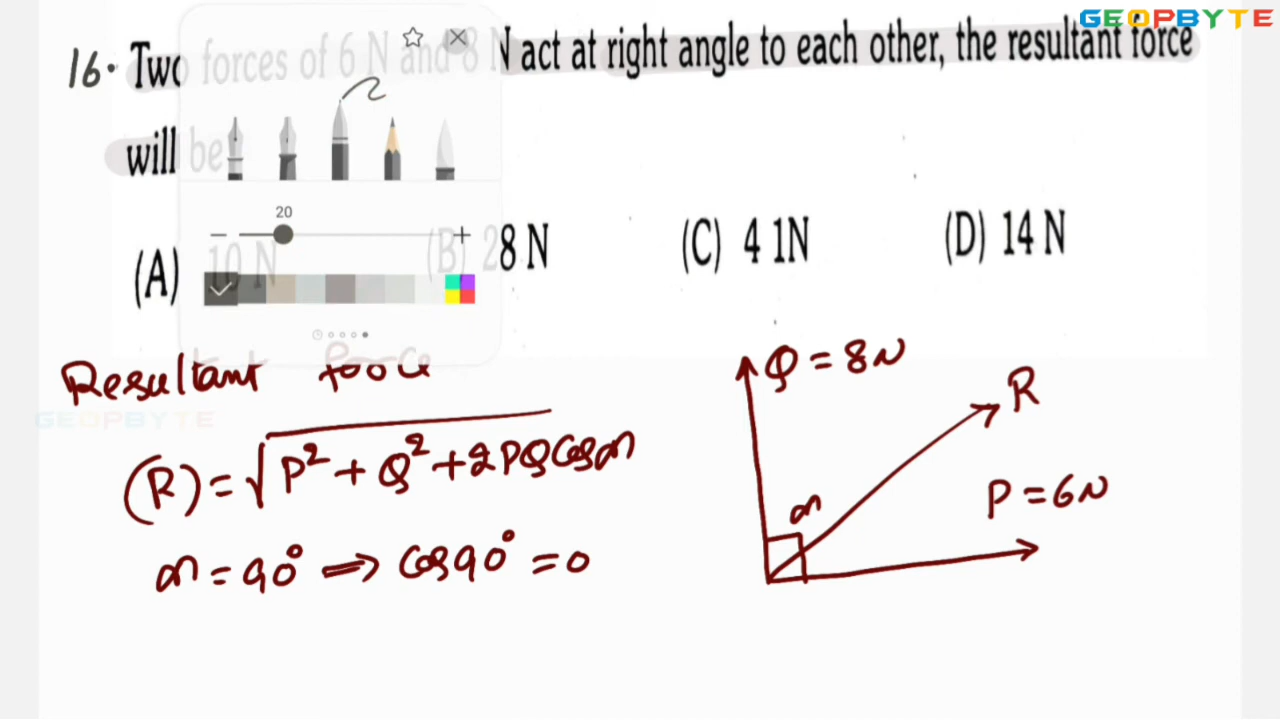 GEOPBYTE
16. Two forces of 6 N and 8 N act at right angle to each other, the resultant force
will be
20
(A) 10 N (B) 28 N (C) 4 1N (D) 14 N
Resultant force
GEOPBYTE
(R) = √P² + Q² + 2PQCosα
α = 90° ⇒ Cos90° = 0
Q = 8N
R
α
P = 6N